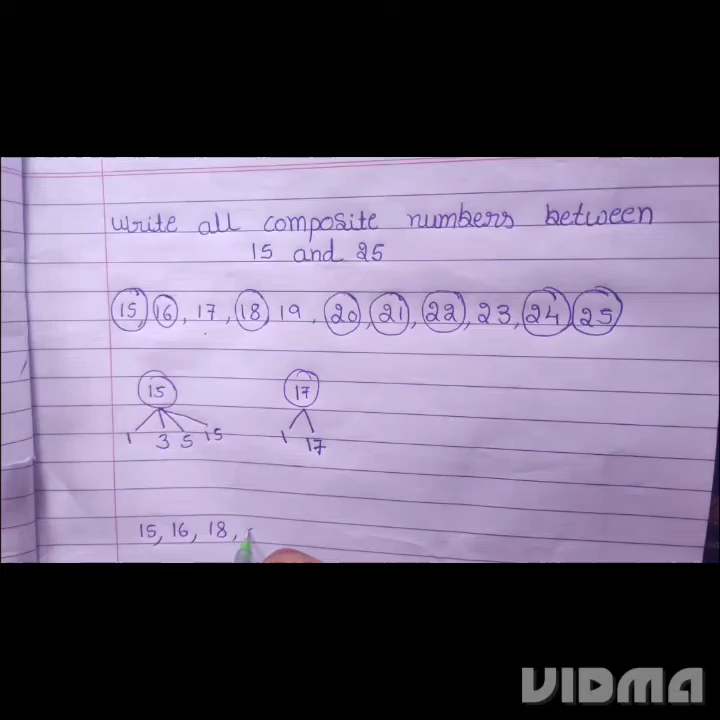 Write all composite numbers between
15 and 25
15, 16, 17, 18, 19, 20, 21, 22, 23, 24, 25
15 17
1 3 5 15 1 17
15, 16, 18,
VIDMA